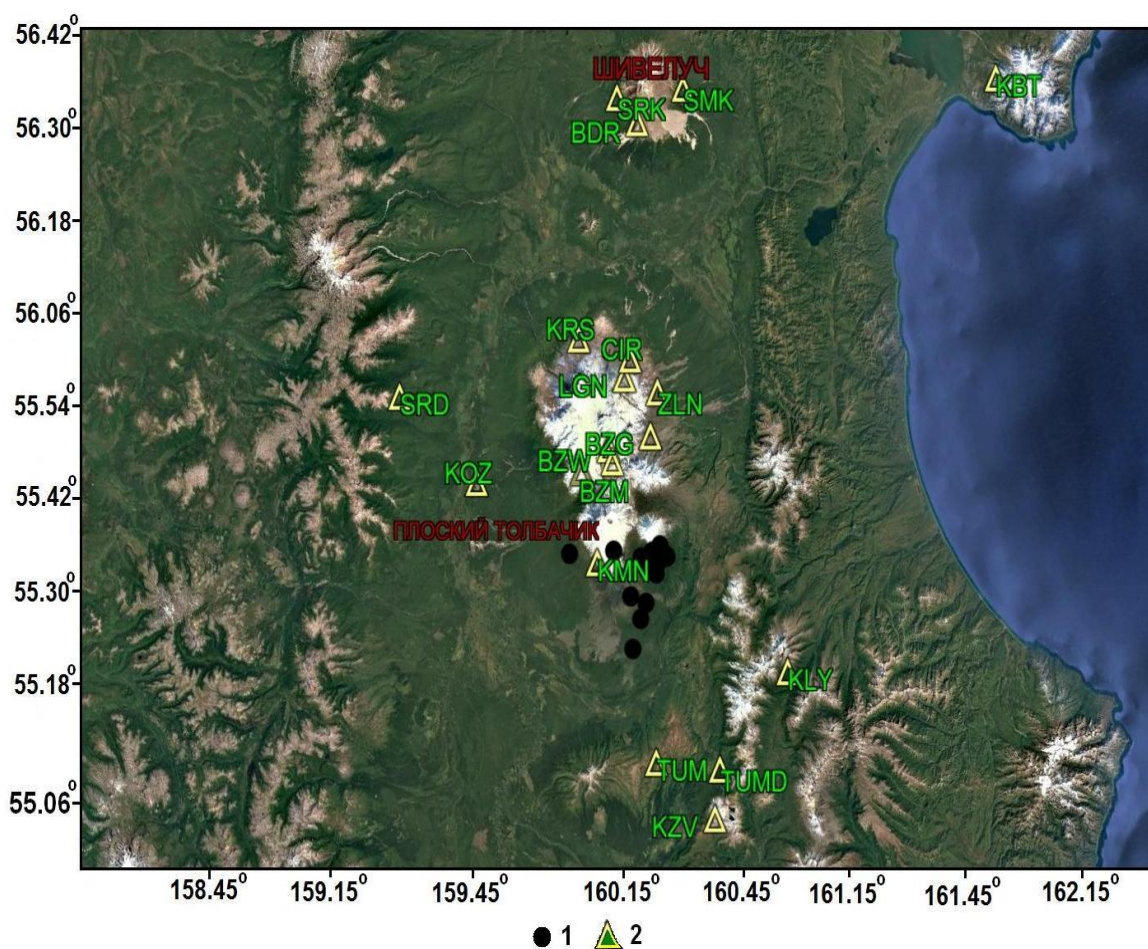 56.42°
ШИВЕЛУЧ
KBT
SRK
SMK
56.30°
BDR
56.18°
56.06°
KRS
CIR
LGN
55.54°
SRD
ZLN
BZG
KOZ
BZW
55.42°
BZM
ПЛОСКИЙ ТОЛБАЧИК
KMN
55.30°
55.18°
KLY
TUM
TUMD
55.06°
KZV
158.45° 159.15° 159.45° 160.15° 160.45° 161.15° 161.45° 162.15°
1 2